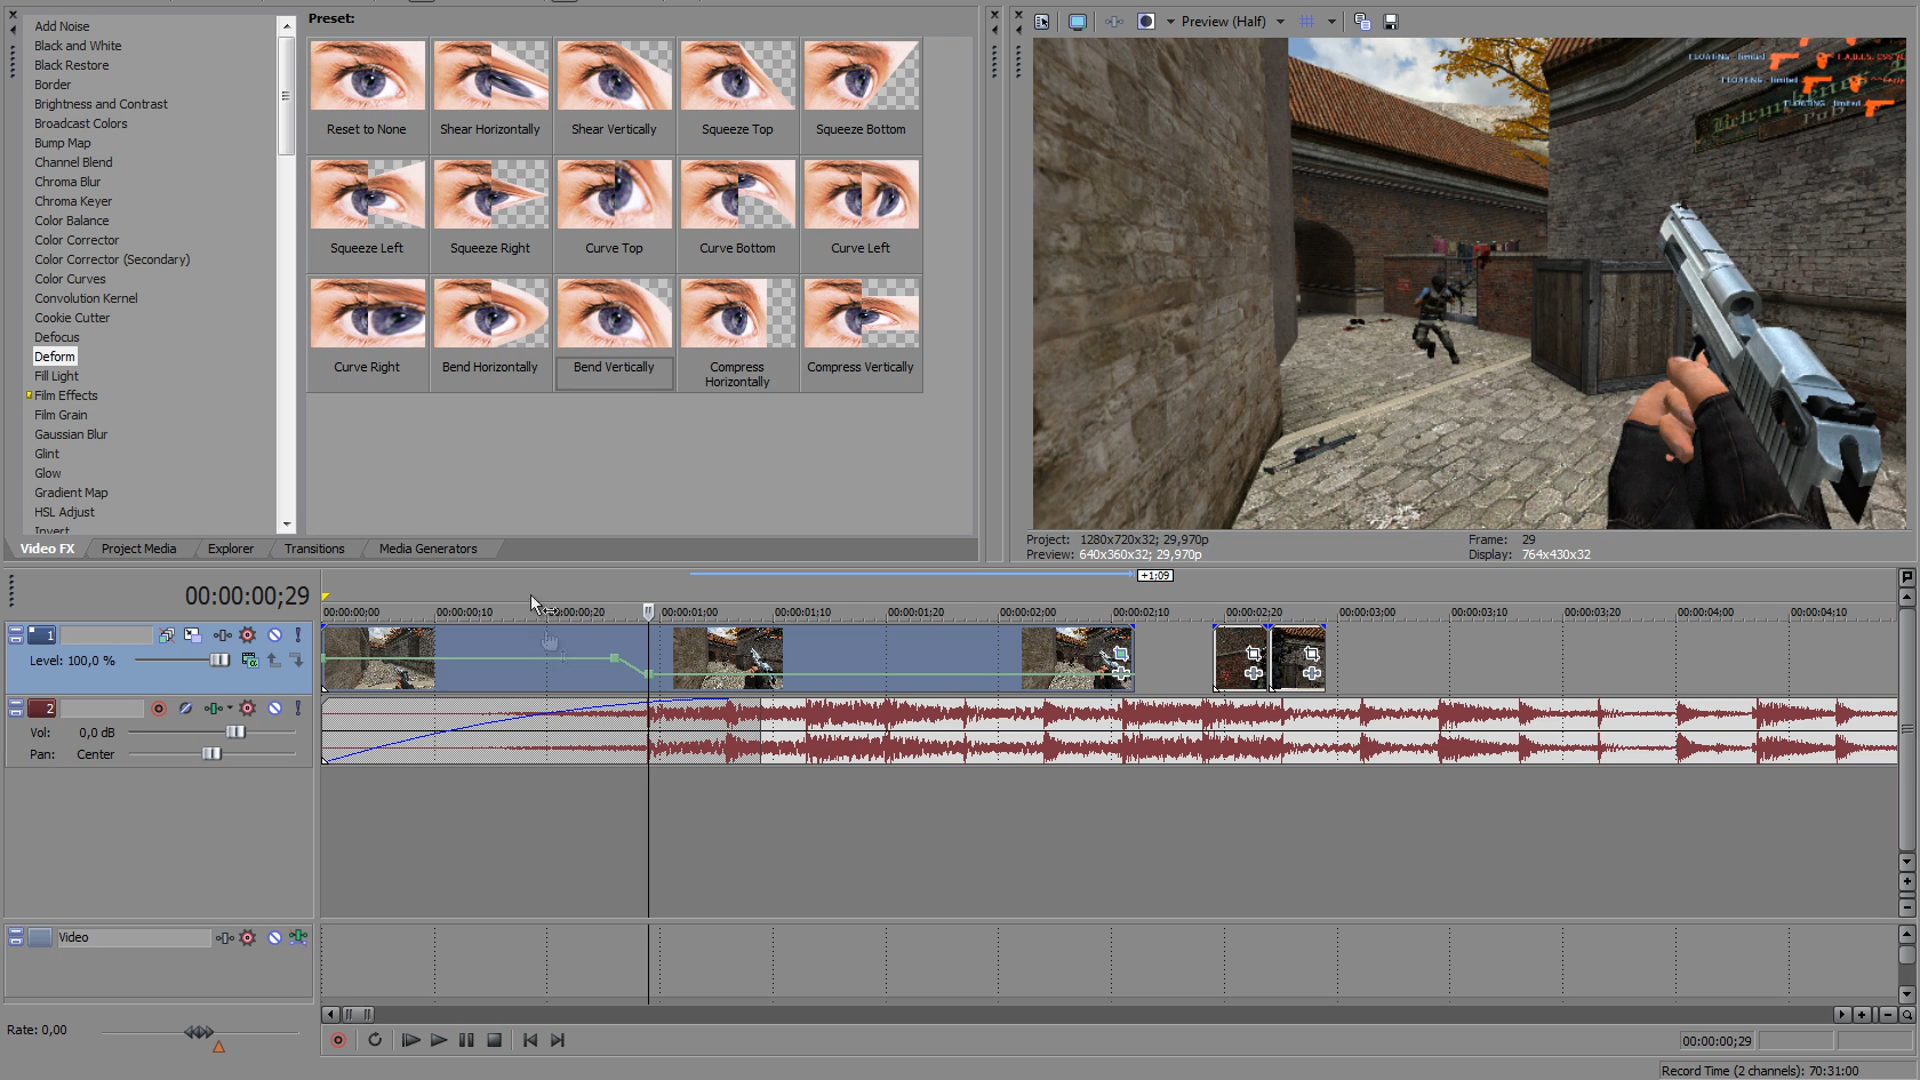 Add Noise
Black and White
Black Restore
Border
Brightness and Contrast
Broadcast Colors
Bump Map
Channel Blend
Chroma Blur
Chroma Keyer
Color Balance
Color Corrector
Color Corrector (Secondary)
Color Curves
Convolution Kernel
Cookie Cutter
Defocus
Deform
Fill Light
Film Effects
Film Grain
Gaussian Blur
Glint
Glow
Gradient Map
HSL Adjust
Invert
Preset:
Reset to None
Shear Horizontally
Shear Vertically
Squeeze Top
Squeeze Bottom
Squeeze Left
Squeeze Right
Curve Top
Curve Bottom
Curve Left
Curve Right
Bend Horizontally
Bend Vertically
Compress Horizontally
Compress Vertically
Video FX
Project Media
Explorer
Transitions
Media Generators
Preview (Half)
FLOATING - limited
FLOATING - limited
FLOATING - limited
Pub
Project: 1280x720x32; 29,970p
Preview: 640x360x32; 29,970p
Frame: 29
Display: 764x430x32
00:00:00;29
+1:09
00:00:00;00
00:00:00;10
00:00:00;20
00:00:01;00
00:00:01;10
00:00:01;20
00:00:02;00
00:00:02;10
00:00:02;20
00:00:03;00
00:00:03;10
00:00:03;20
00:00:04;00
00:00:04;10
1
Level: 100,0 %
2
Vol: 0,0 dB
Pan: Center
Video
Rate: 0,00
00:00:00;29
Record Time (2 channels): 70:31:00